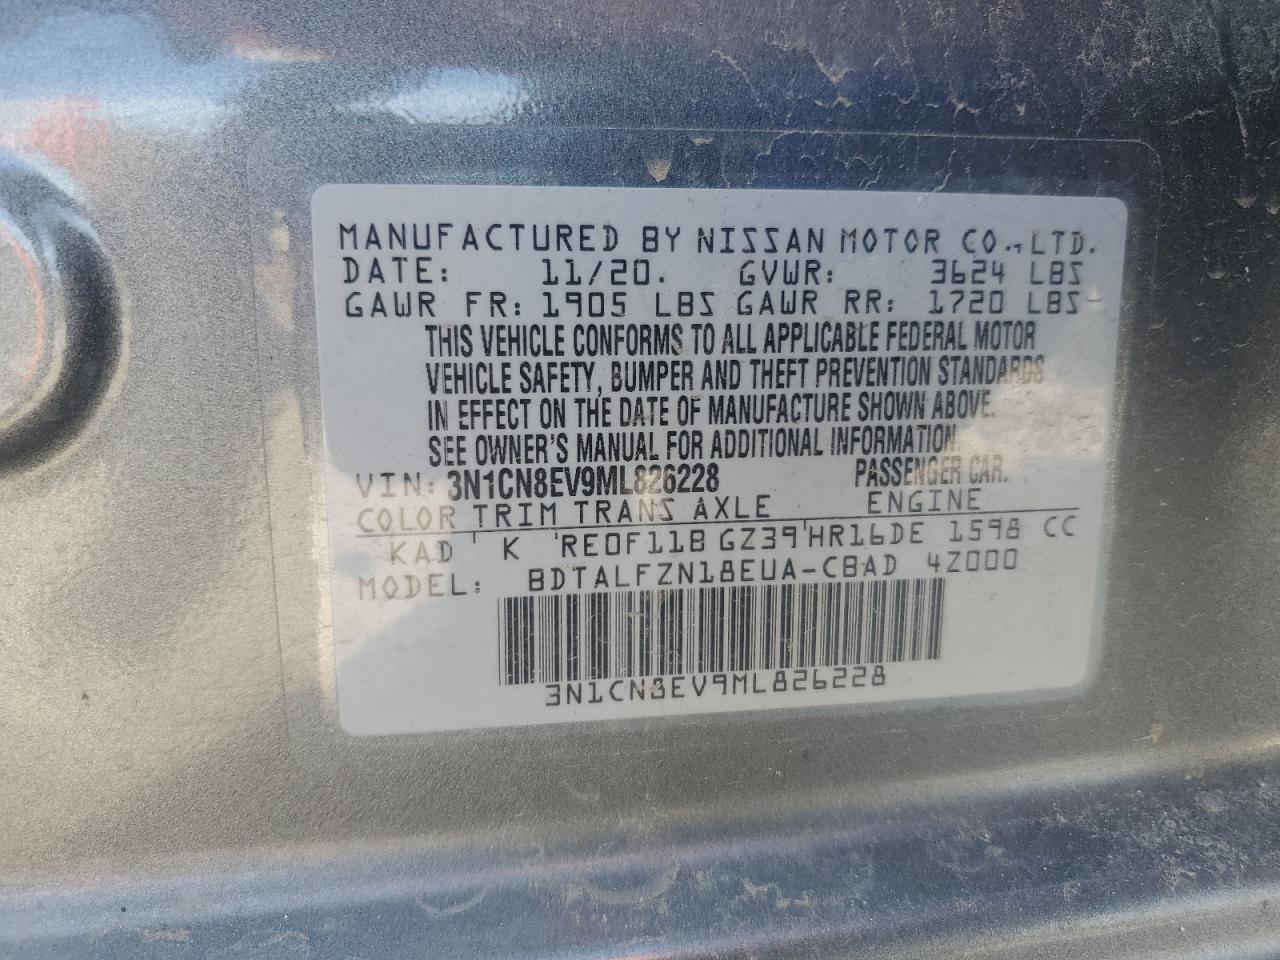 MANUFACTURED BY NISSAN MOTOR CO., LTD.
DATE: 11/20. GVWR: 3624 LBS
GAWR FR: 1905 LBS GAWR RR: 1720 LBS
THIS VEHICLE CONFORMS TO ALL APPLICABLE FEDERAL MOTOR
VEHICLE SAFETY, BUMPER AND THEFT PREVENTION STANDARDS
IN EFFECT ON THE DATE OF MANUFACTURE SHOWN ABOVE.
SEE OWNER'S MANUAL FOR ADDITIONAL INFORMATION.
VIN: 3N1CN8EV9ML826228 PASSENGER CAR.
COLOR TRIM TRANS AXLE ENGINE
KAD K RE0F11B GZ39 HR16DE 1598 CC
MODEL: BDTALFZN18EUA-CBAD 4Z000
3N1CN8EV9ML826228